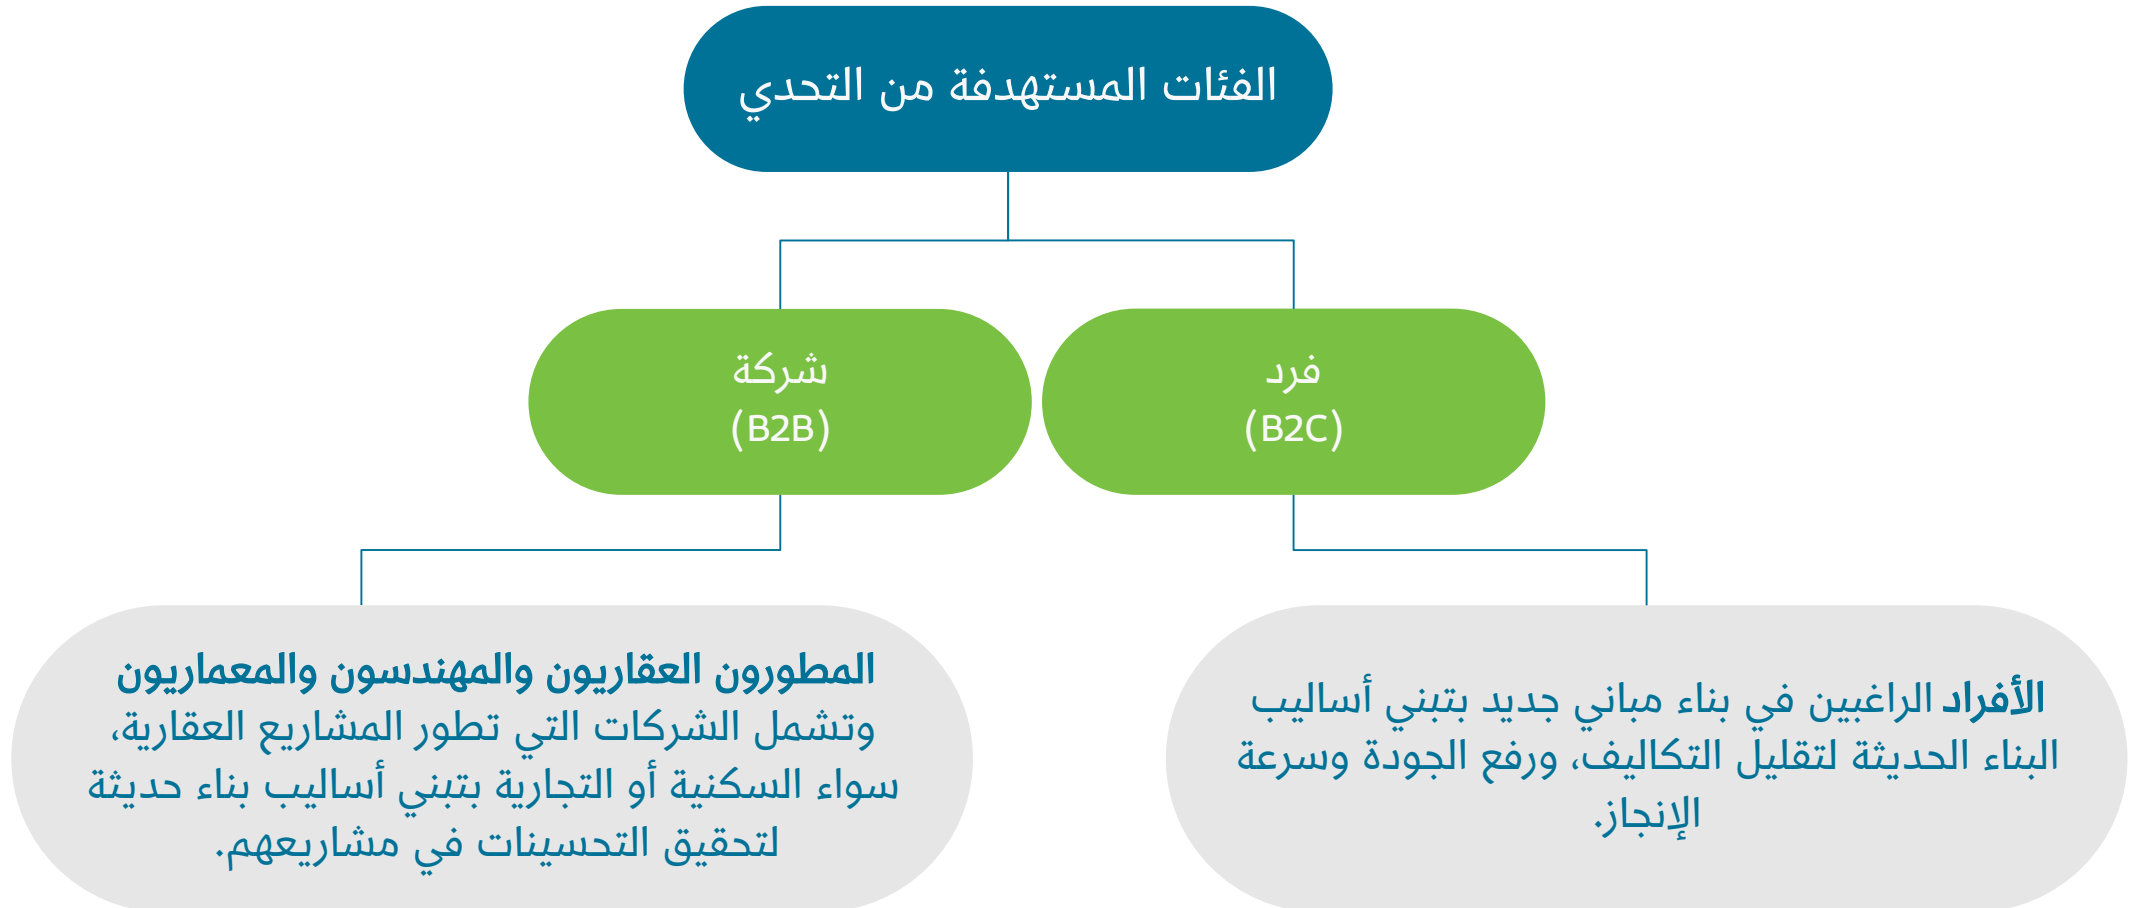 الفئات المستهدفة من التحدي
فرد
(B2C)
شركة
(B2B)
الأفراد الراغبين في بناء مباني جديد بتبني أساليب
البناء الحديثة لتقليل التكاليف، ورفع الجودة وسرعة
الإنجاز.
المطورون العقاريون والمهندسون والمعماريون
وتشمل الشركات التي تطور المشاريع العقارية،
سواء السكنية أو التجارية بتبني أساليب بناء حديثة
لتحقيق التحسينات في مشاريعهم.